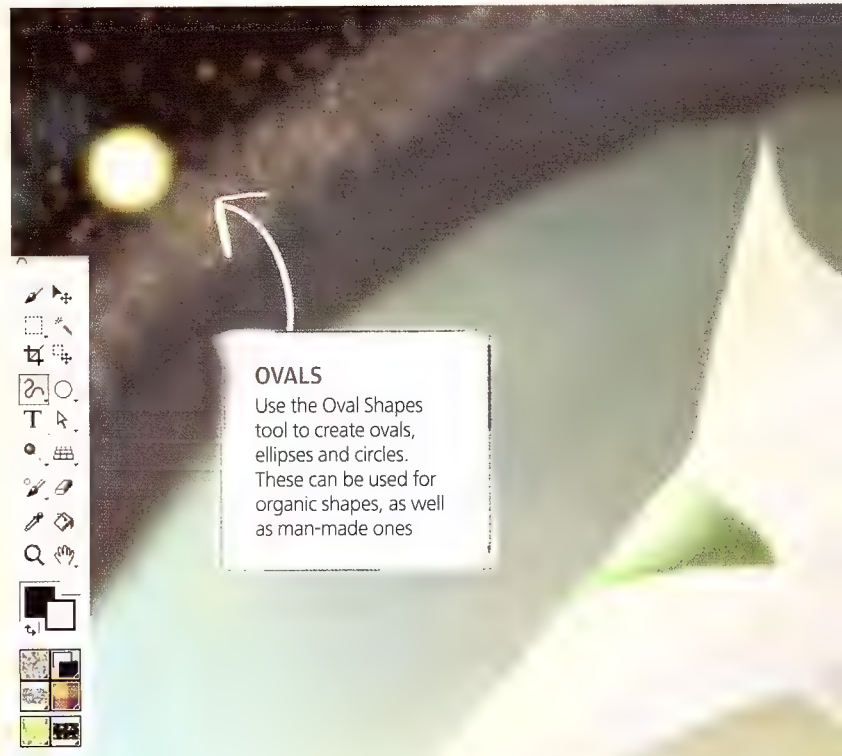 OVALS
Use the Oval Shapes
tool to create ovals,
ellipses and circles.
These can be used for
organic shapes, as well
as man-made ones
T